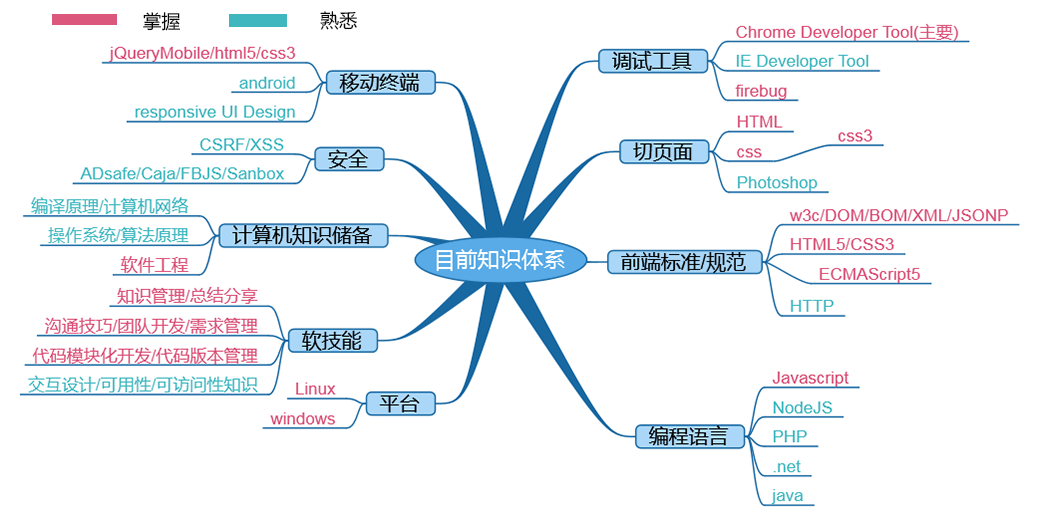 掌握
熟悉
目前知识体系
移动终端
jQueryMobile/html5/css3
android
responsive UI Design
安全
CSRF/XSS
ADsafe/Caja/FBJS/Sanbox
计算机知识储备
编译原理/计算机网络
操作系统/算法原理
软件工程
软技能
知识管理/总结分享
沟通技巧/团队开发/需求管理
代码模块化开发/代码版本管理
交互设计/可用性/可访问性知识
平台
Linux
windows
调试工具
Chrome Developer Tool(主要)
IE Developer Tool
firebug
切页面
HTML
css
css3
Photoshop
前端标准/规范
w3c/DOM/BOM/XML/JSONP
HTML5/CSS3
ECMAScript5
HTTP
编程语言
Javascript
NodeJS
PHP
.net
java